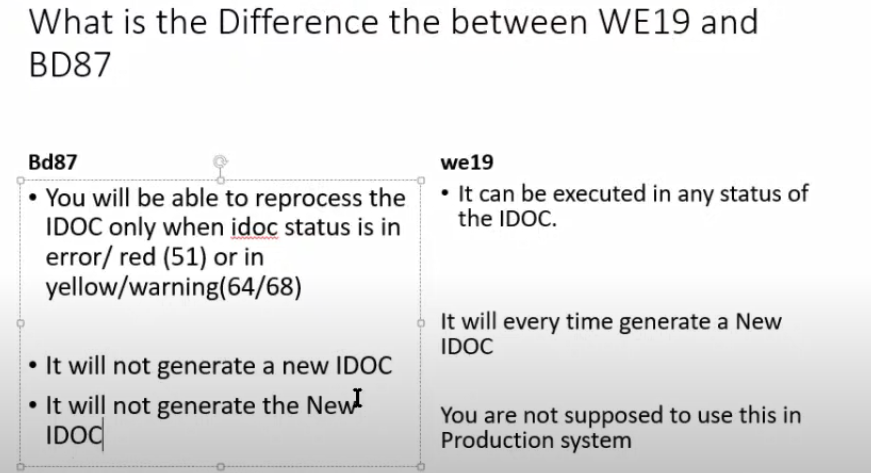 What is the Difference the between WE19 and
BD87
Bd87
• You will be able to reprocess the
IDOC only when idoc status is in
error/ red (51) or in
yellow/warning(64/68)
• It will not generate a new IDOC
• It will not generate the New
IDOC
we19
• It can be executed in any status of
the IDOC.
It will every time generate a New
IDOC
You are not supposed to use this in
Production system